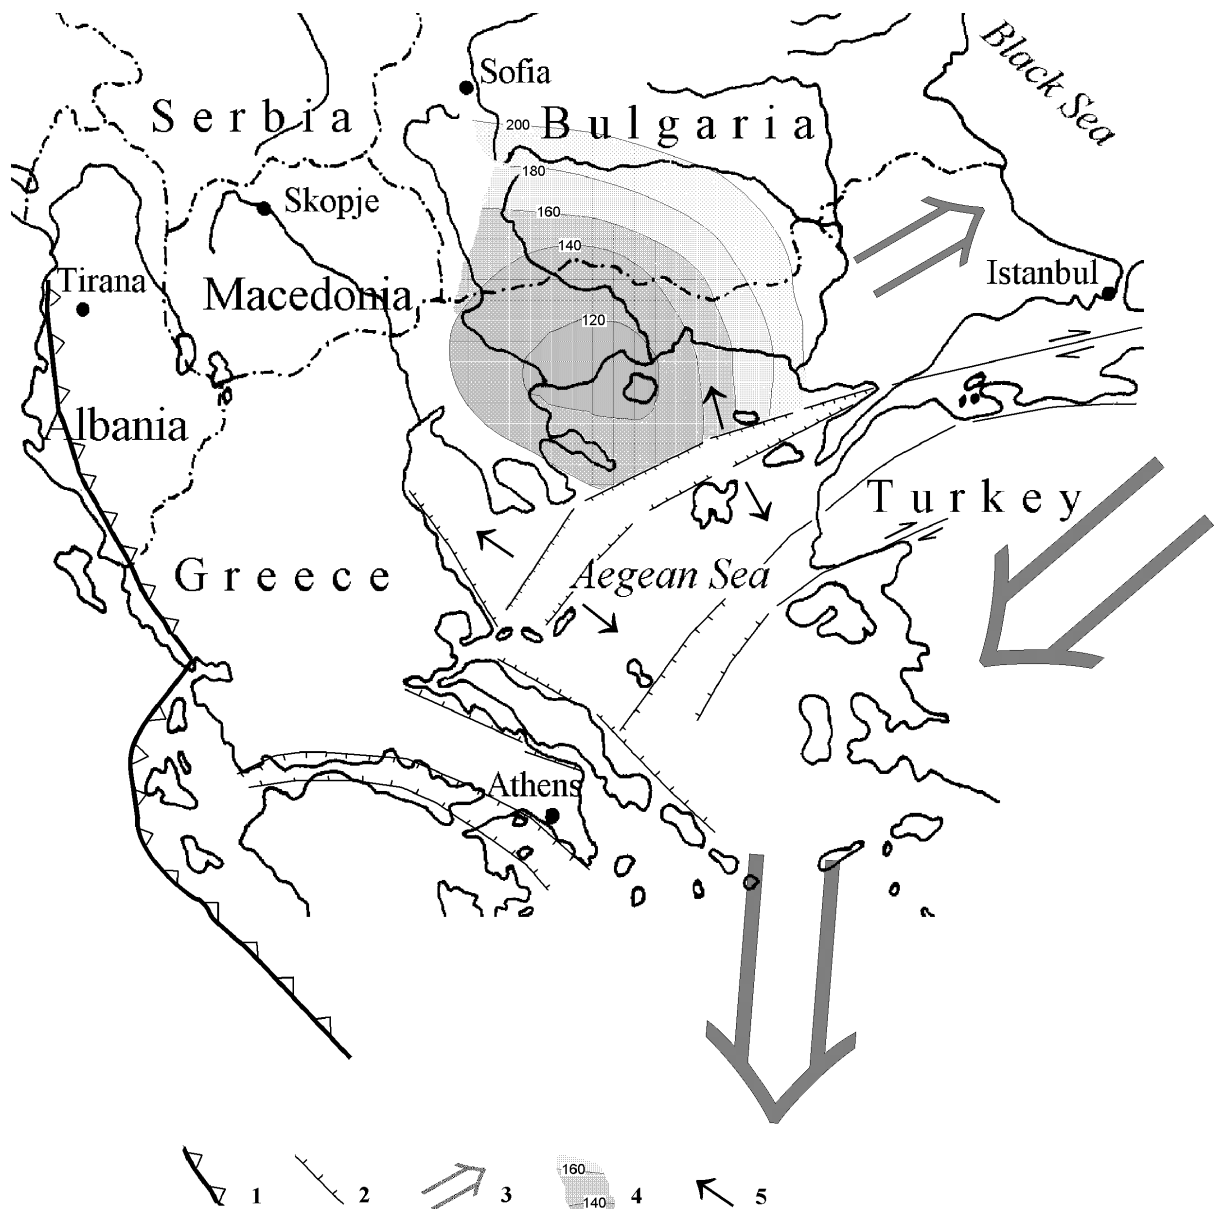 Black Sea
Sofia
Serbia
200
Bulgaria
180
Skopje
160
140
Tirana
Macedonia
Istanbul
120
Albania
Turkey
Greece
Aegean Sea
Athens
1
2
3
160
140
4
5